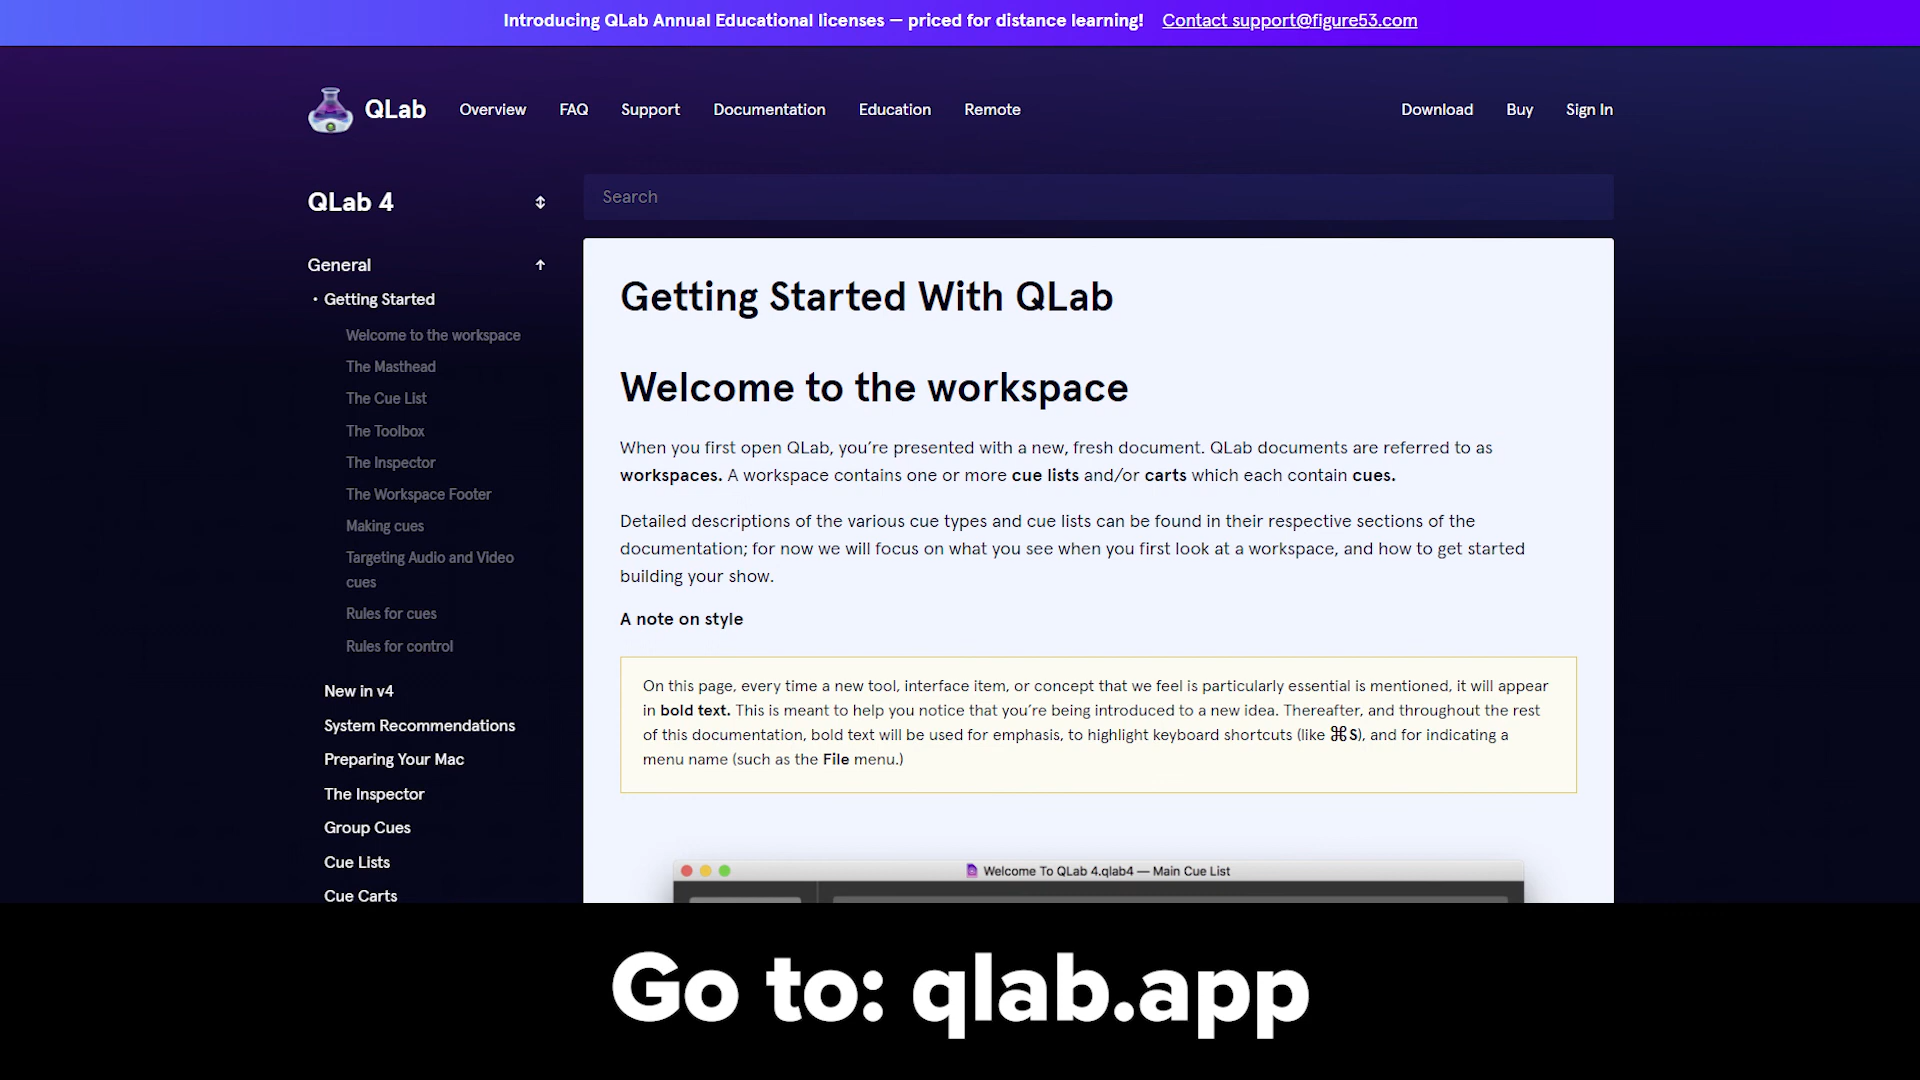 Introducing QLab Annual Educational licenses — priced for distance learning! Contact support@figure53.com
QLab Overview FAQ Support Documentation Education Remote Download Buy Sign In
QLab 4
Search
General
• Getting Started
Welcome to the workspace
The Masthead
The Cue List
The Toolbox
The Inspector
The Workspace Footer
Making cues
Targeting Audio and Video
cues
Rules for cues
Rules for control
New in v4
System Recommendations
Preparing Your Mac
The Inspector
Group Cues
Cue Lists
Cue Carts
Getting Started With QLab
Welcome to the workspace
When you first open QLab, you’re presented with a new, fresh document. QLab documents are referred to as
workspaces. A workspace contains one or more cue lists and/or carts which each contain cues.
Detailed descriptions of the various cue types and cue lists can be found in their respective sections of the
documentation; for now we will focus on what you see when you first look at a workspace, and how to get started
building your show.
A note on style
On this page, every time a new tool, interface item, or concept that we feel is particularly essential is mentioned, it will appear
in bold text. This is meant to help you notice that you’re being introduced to a new idea. Thereafter, and throughout the rest
of this documentation, bold text will be used for emphasis, to highlight keyboard shortcuts (like ⌘S), and for indicating a
menu name (such as the File menu.)
Welcome To QLab 4.qlab4 — Main Cue List
Go to: qlab.app